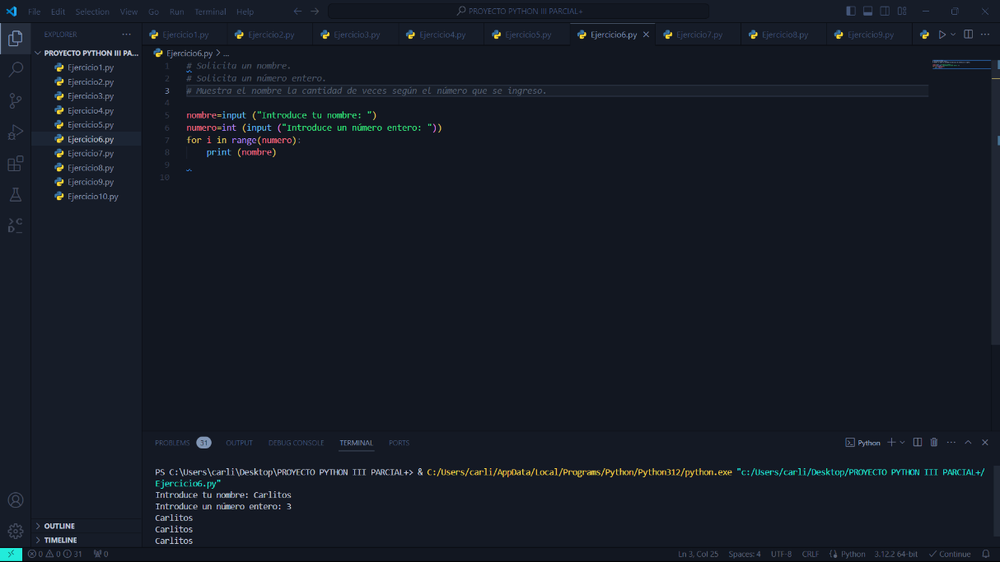 File Edit Selection View Go Run Terminal Help
PROYECTO PYTHON III PARCIAL+
EXPLORER
Ejercicio1.py Ejercicio2.py Ejercicio3.py Ejercicio4.py Ejercicio5.py Ejercicio6.py Ejercicio7.py Ejercicio8.py Ejercicio9.py
PROYECTO PYTHON III PA...
Ejercicio1.py
Ejercicio2.py
Ejercicio3.py
Ejercicio4.py
Ejercicio5.py
Ejercicio6.py
Ejercicio7.py
Ejercicio8.py
Ejercicio9.py
Ejercicio10.py
OUTLINE
TIMELINE
Ejercicio6.py > ...
1 # Solicita un nombre.
2 # Solicita un número entero.
3 # Muestra el nombre la cantidad de veces según el número que se ingreso.
4
5 nombre=input ("Introduce tu nombre: ")
6 numero=int (input ("Introduce un número entero: "))
7 for i in range(numero):
8 print (nombre)
9
10
PROBLEMS 31 OUTPUT DEBUG CONSOLE TERMINAL PORTS
Python
PS C:\Users\carli\Desktop\PROYECTO PYTHON III PARCIAL+> & C:/Users/carli/AppData/Local/Programs/Python/Python312/python.exe "c:/Users/carli/Desktop/PROYECTO PYTHON III PARCIAL+/
Ejercicio6.py"
Introduce tu nombre: Carlitos
Introduce un número entero: 3
Carlitos
Carlitos
Carlitos
0 0 31 0 Ln 3, Col 25 Spaces: 4 UTF-8 CRLF Python 3.12.2 64-bit Continue